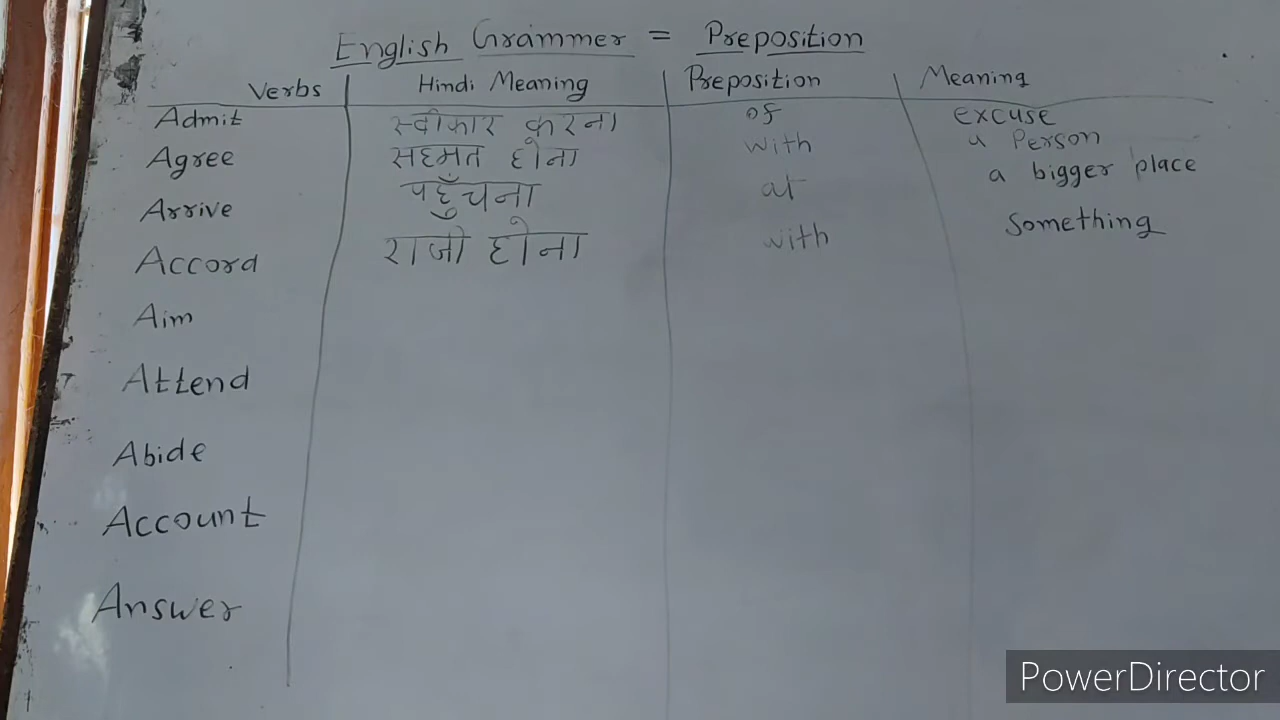 English Grammer = Preposition
Verbs Hindi Meaning Preposition Meaning
Admit स्वीकार करना of excuse
Agree सहमत होना with a Person
Arrive पहुँचना at a bigger place
Accord राजी होना with Something
Aim
Attend
Abide
Account
Answer
PowerDirector